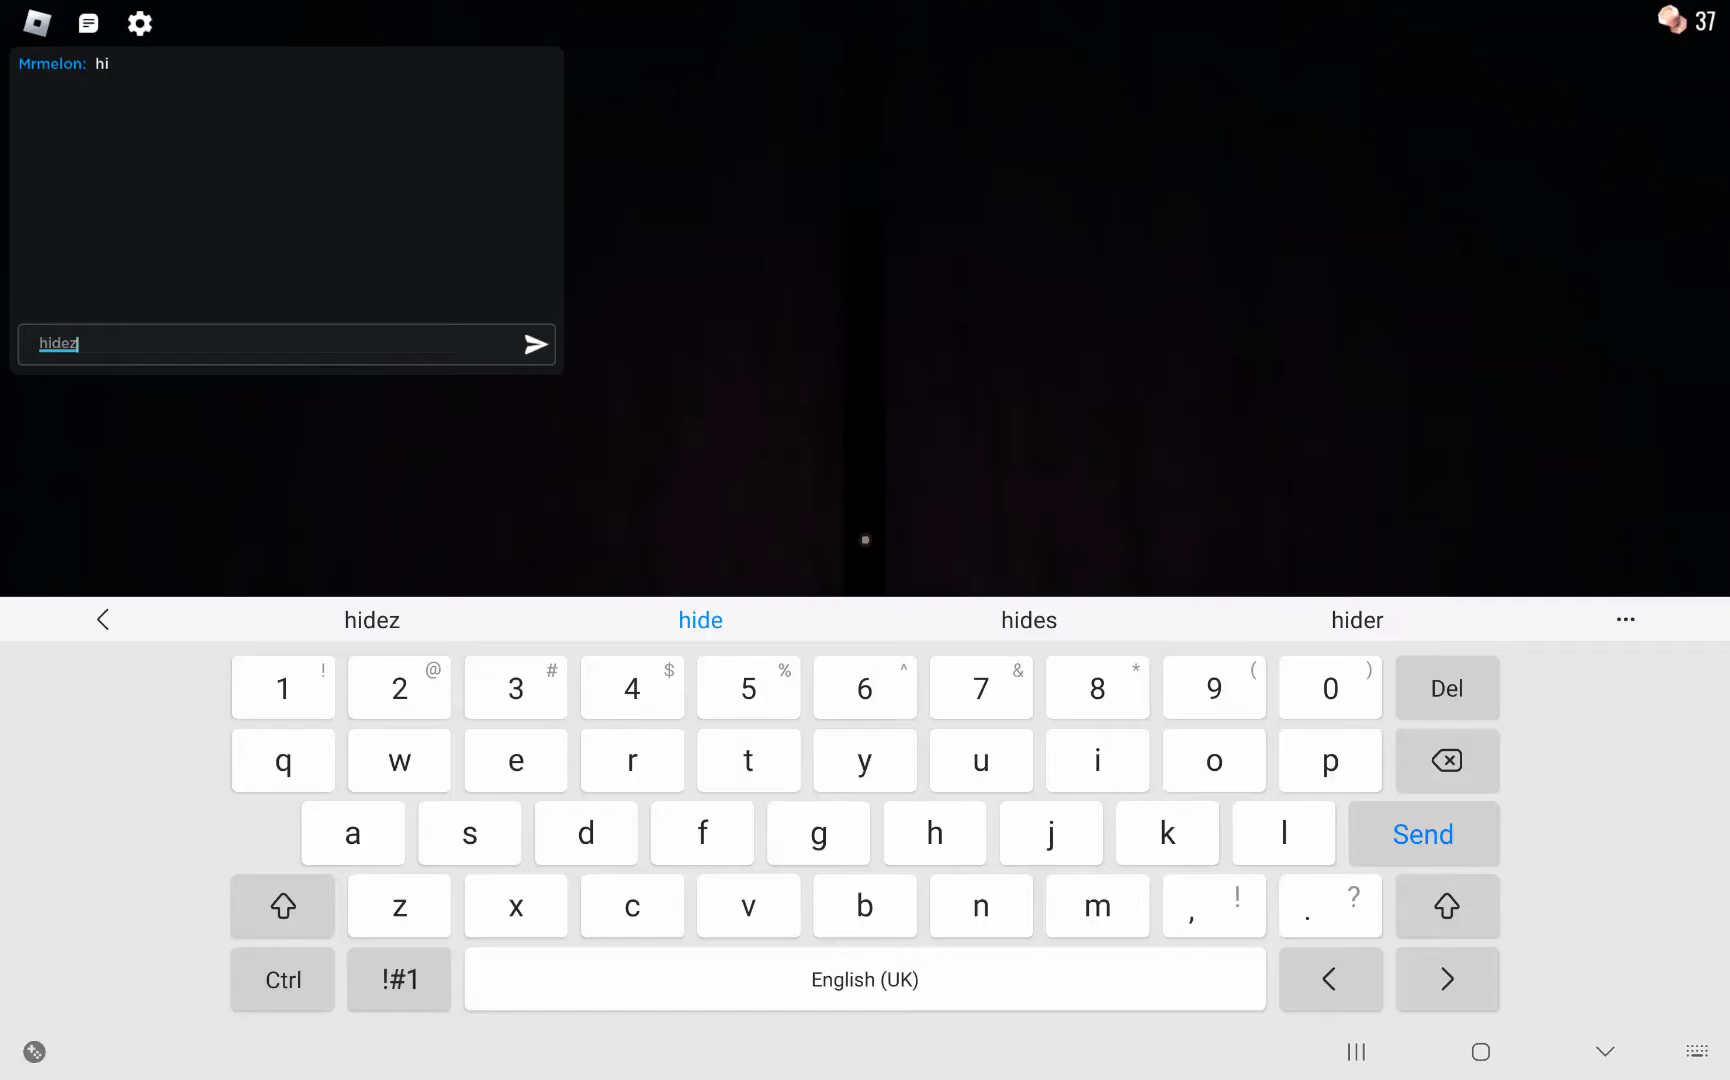 37
Mrmelon: hi
hidez
hidez hide hides hider ...
1 ! 2 @ 3 # 4 $ 5 % 6 ^ 7 & 8 * 9 ( 0 ) Del
q w e r t y u i o p
a s d f g h j k l Send
z x c v b n m , ! . ?
Ctrl !#1 English (UK) < >